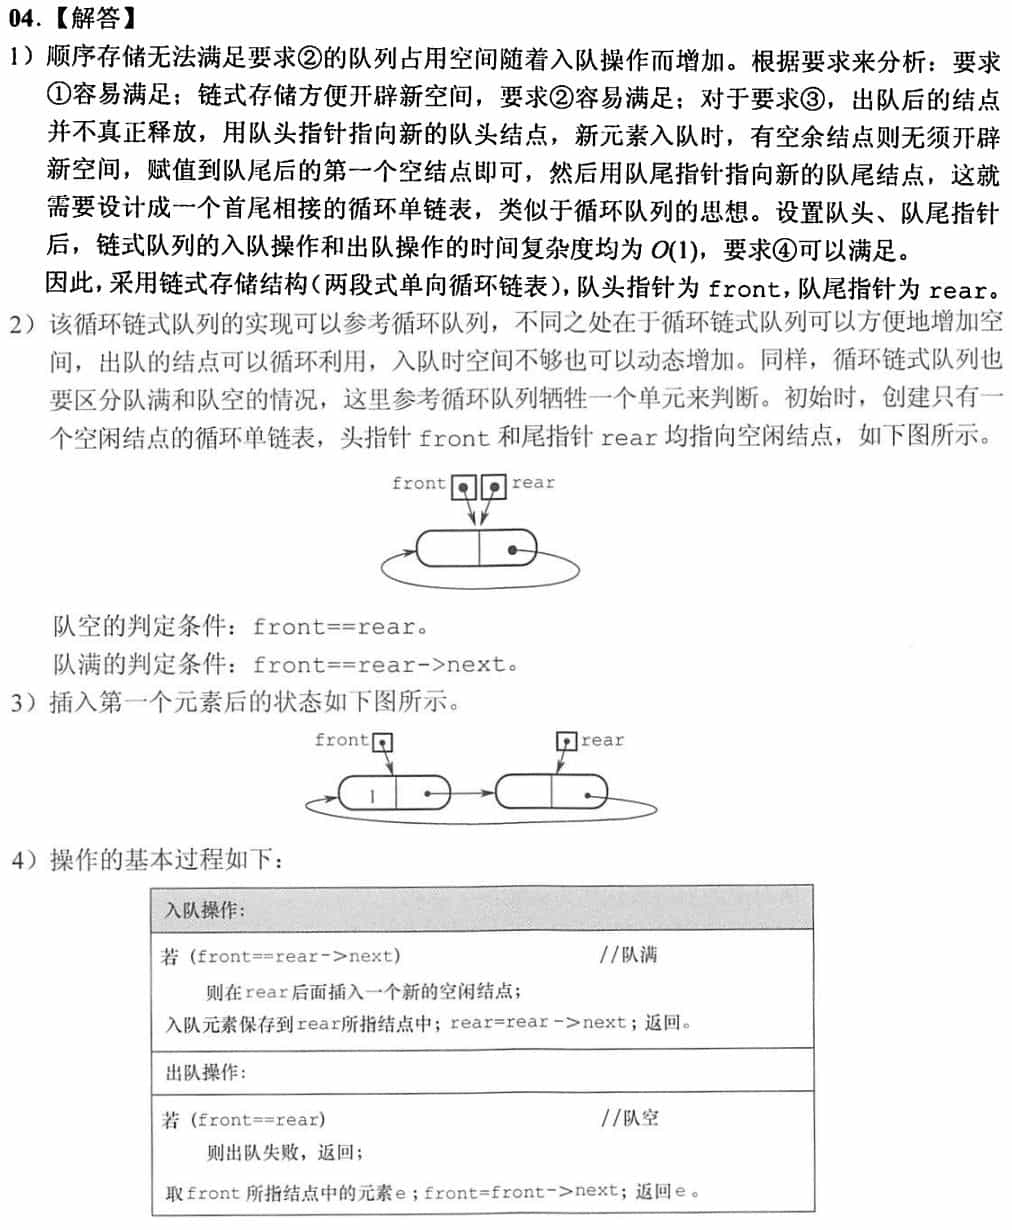 04.【解答】
1）顺序存储无法满足要求②的队列占用空间随着入队操作而增加。根据要求来分析：要求
①容易满足；链式存储方便开辟新空间，要求②容易满足；对于要求③，出队后的结点
并不真正释放，用队头指针指向新的队头结点，新元素入队时，有空余结点则无须开辟
新空间，赋值到队尾后的第一个空结点即可，然后用队尾指针指向新的队尾结点，这就
需要设计成一个首尾相接的循环单链表，类似于循环队列的思想。设置队头、队尾指针
后，链式队列的入队操作和出队操作的时间复杂度均为 O(1)，要求④可以满足。
因此，采用链式存储结构（两段式单向循环链表），队头指针为 front，队尾指针为 rear。
2）该循环链式队列的实现可以参考循环队列，不同之处在于循环链式队列可以方便地增加空
间，出队的结点可以循环利用，入队时空间不够也可以动态增加。同样，循环链式队列也
要区分队满和队空的情况，这里参考循环队列牺牲一个单元来判断。初始时，创建只有一
个空闲结点的循环单链表，头指针 front 和尾指针 rear 均指向空闲结点，如下图所示。
front rear
队空的判定条件：front==rear。
队满的判定条件：front==rear->next。
3）插入第一个元素后的状态如下图所示。
front rear
1
4）操作的基本过程如下：
入队操作：
若 (front==rear->next) //队满
则在 rear 后面插入一个新的空闲结点；
入队元素保存到 rear 所指结点中；rear=rear->next；返回。
出队操作：
若 (front==rear) //队空
则出队失败，返回；
取 front 所指结点中的元素 e；front=front->next；返回 e。